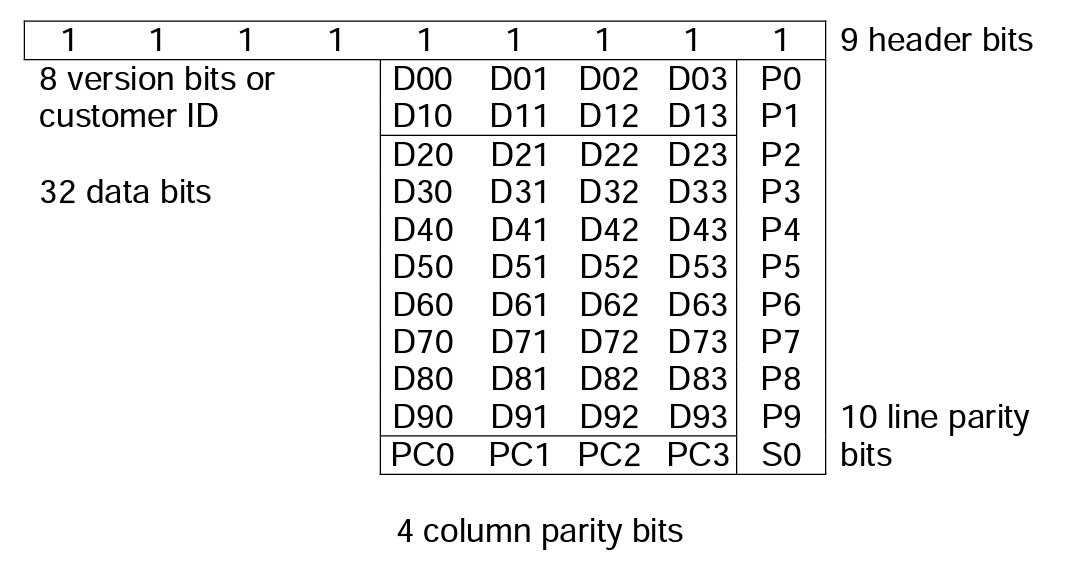 1 1 1 1 1 1 1 1 1 9 header bits
8 version bits or D00 D01 D02 D03 P0
customer ID D10 D11 D12 D13 P1
D20 D21 D22 D23 P2
32 data bits D30 D31 D32 D33 P3
D40 D41 D42 D43 P4
D50 D51 D52 D53 P5
D60 D61 D62 D63 P6
D70 D71 D72 D73 P7
D80 D81 D82 D83 P8
D90 D91 D92 D93 P9 10 line parity
PC0 PC1 PC2 PC3 S0 bits
4 column parity bits